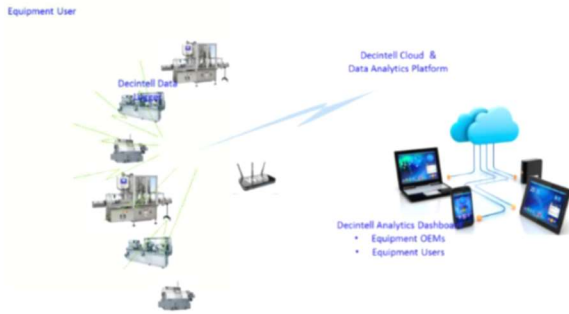 Equipment User
Decintell Data
Decintell Cloud &
Data Analytics Platform
Decintell Analytics Dashboard
• Equipment OEMs
• Equipment Users